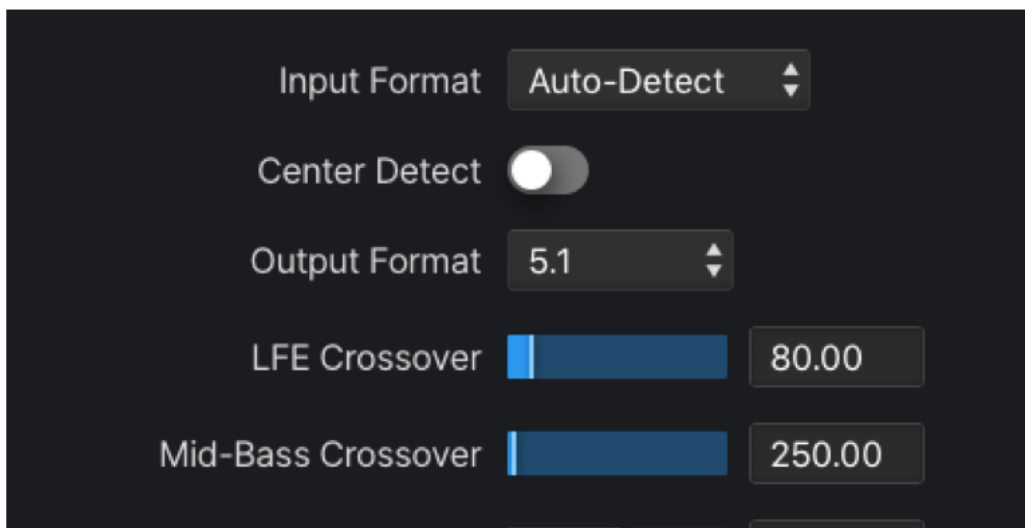 Input Format Auto-Detect
Center Detect
Output Format 5.1
LFE Crossover 80.00
Mid-Bass Crossover 250.00